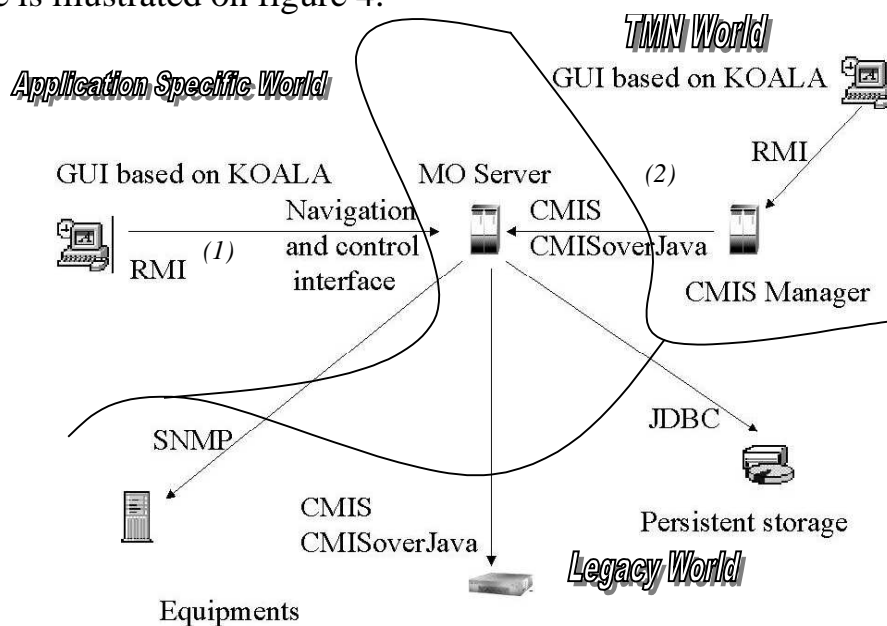 e is illustrated on figure 4.
TMN World
Application Specific World
GUI based on KOALA
RMI
GUI based on KOALA
MO Server
(2)
Navigation
and control
interface
(1)
RMI
CMIS
CMISoverJava
CMIS Manager
SNMP
JDBC
CMIS
CMISoverJava
Persistent storage
Legacy World
Equipments